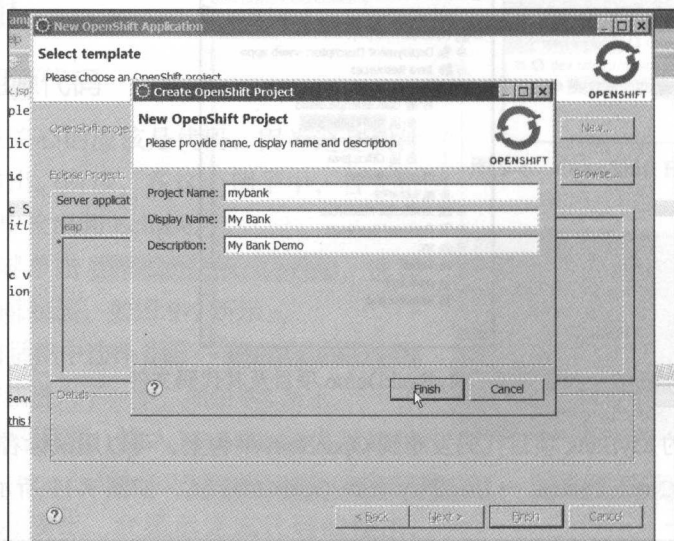 New OpenShift Application
Select template
Please choose an OpenShift project
OPENSHIFT
Create OpenShift Project
New OpenShift Project
Please provide name, display name and description
OPENSHIFT
Project Name: mybank
Display Name: My Bank
Description: My Bank Demo
Finish
Cancel
New...
Eclipse Project:
Browse...
Server applicat
eap
Details
< Back
Next >
Finish
Cancel